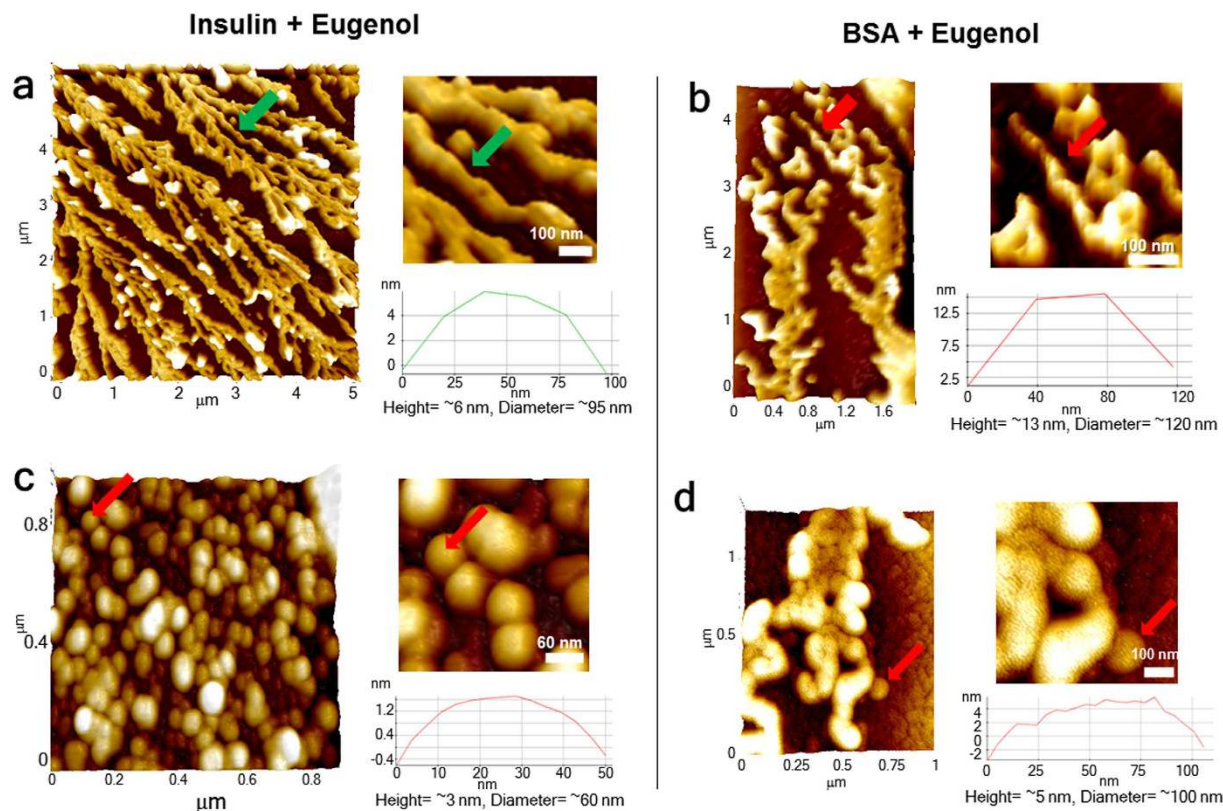 Insulin + Eugenol
BSA + Eugenol
a
4
3
μm
2
1
0
0 1 2 3 4 5
μm
100 nm
nm
4
2
0
0 25 50 75 100
nm
Height= ~6 nm, Diameter= ~95 nm
b
4
3
μm
2
1
0
0 0.4 0.8 1.2 1.6
μm
100 nm
nm
12.5
7.5
2.5
0 40 80 120
nm
Height= ~13 nm, Diameter= ~120 nm
c
0.8
μm
0.4
0
0 0.2 0.4 0.6 0.8
μm
60 nm
nm
1.2
0.4
-0.4
0 10 20 30 40 50
nm
Height= ~3 nm, Diameter= ~60 nm
d
1
μm
0.5
0
0 0.25 0.5 0.75 1
μm
100 nm
nm
4
2
0
-2
0 25 50 75 100
nm
Height= ~5 nm, Diameter= ~100 nm